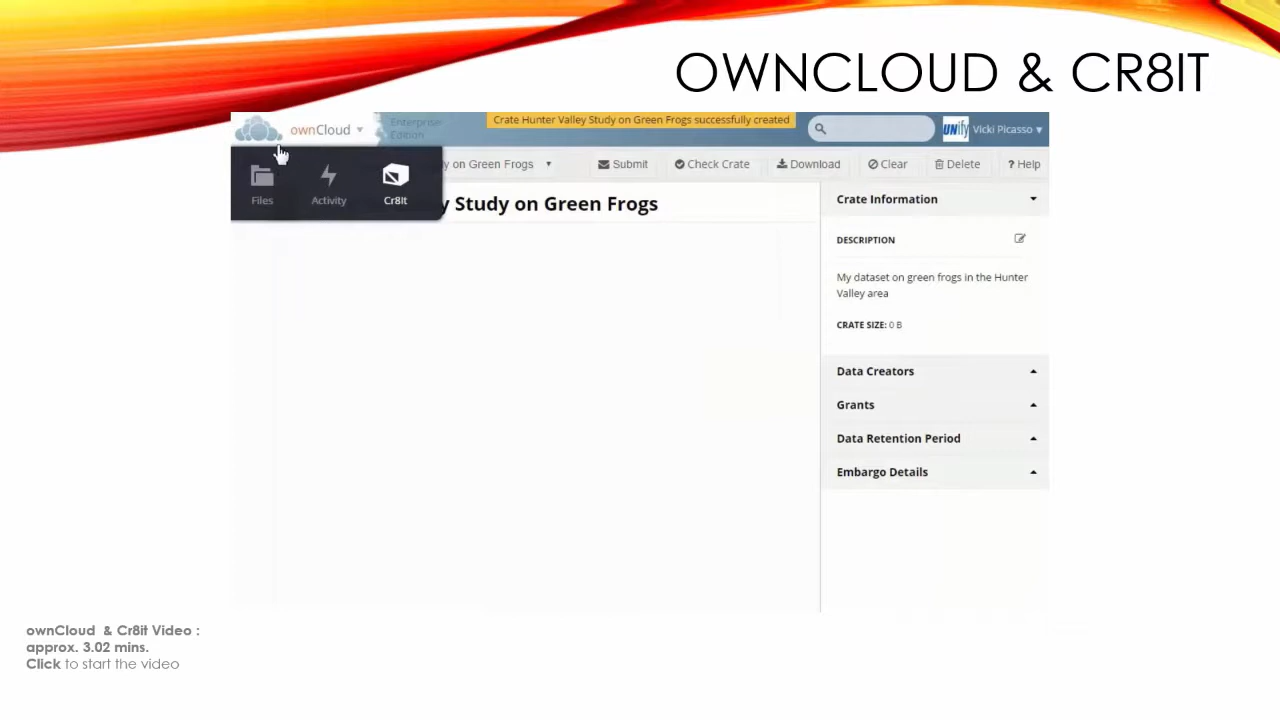 OWNCLOUD & CR8IT
ownCloud
Enterprise
Edition
Crate Hunter Valley Study on Green Frogs successfully created
UNify
Vicki Picasso
Files
Activity
Cr8It
y on Green Frogs
Submit
Check Crate
Download
Clear
Delete
? Help
y Study on Green Frogs
Crate Information
DESCRIPTION
My dataset on green frogs in the Hunter
Valley area
CRATE SIZE: 0 B
Data Creators
Grants
Data Retention Period
Embargo Details
ownCloud & Cr8it Video :
approx. 3.02 mins.
Click to start the video